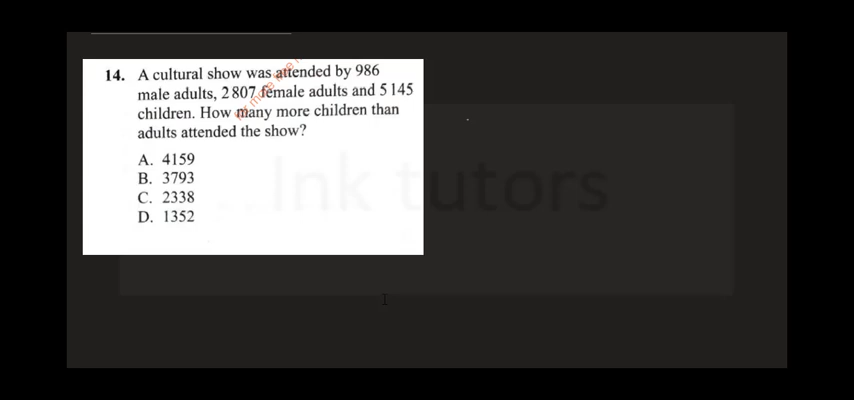 14. A cultural show was attended by 986
male adults, 2 807 female adults and 5 145
children. How many more children than
adults attended the show?
A. 4159
B. 3793
C. 2338
D. 1352
Ink tutors